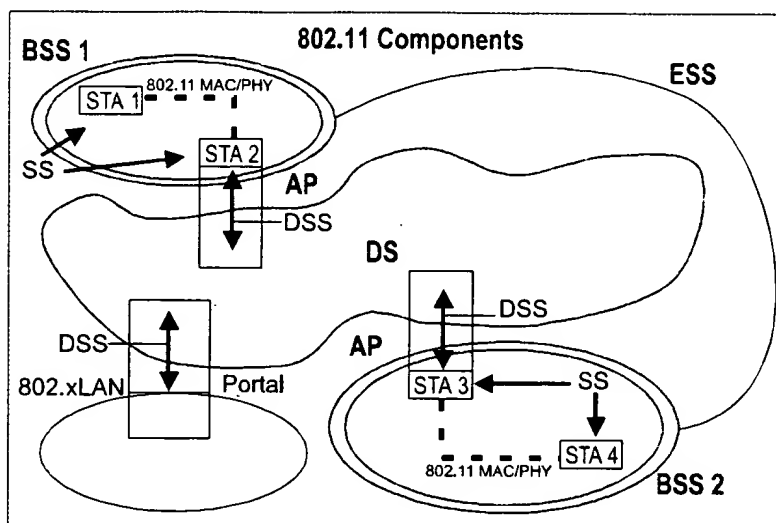 802.11 Components
BSS 1
ESS
802.11 MAC/PHY
STA 1
STA 2
SS
AP
DSS
DS
DSS
DSS
AP
802.xLAN
Portal
STA 3
SS
STA 4
802.11 MAC/PHY
BSS 2